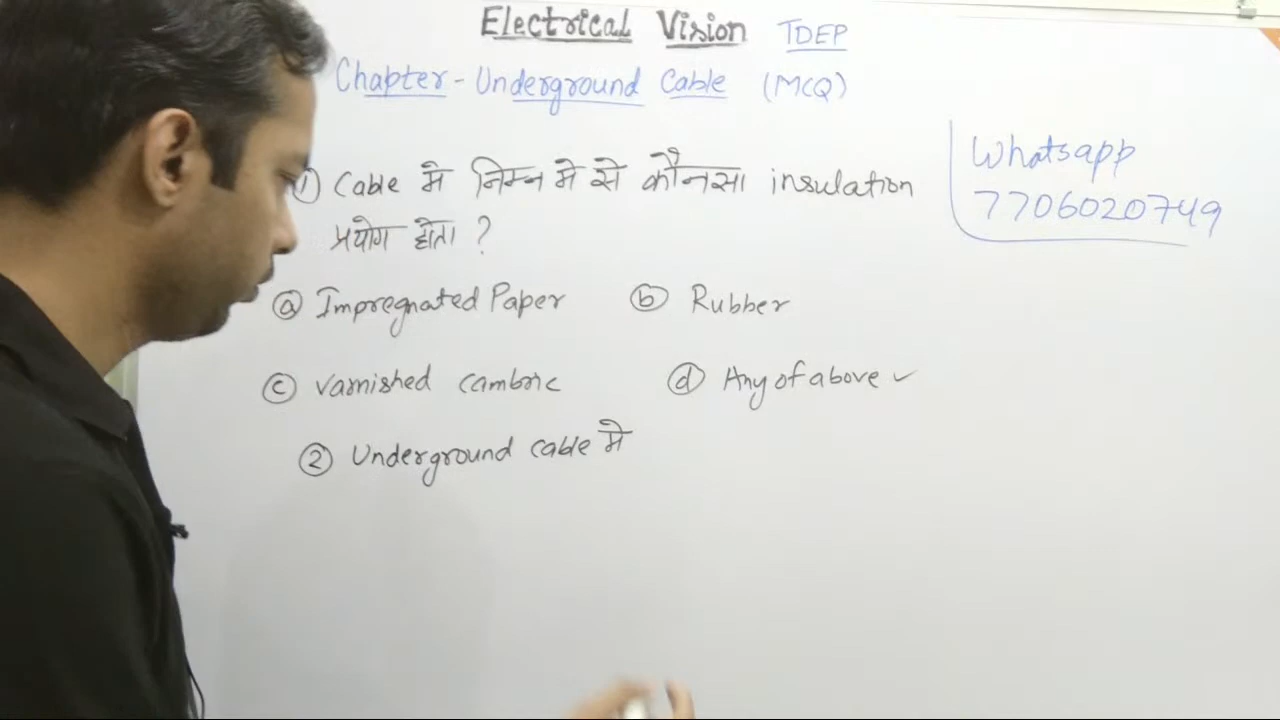 Electrical Vision TDEP
Chapter - Underground Cable (MCQ)
Whatsapp
7706020749
1) Cable मे निम्न मे से कौनसा insulation
प्रयोग होता ?
(a) Impregnated Paper (b) Rubber
(c) Varnished cambric (d) Any of above ✓
(2) Underground cable मे